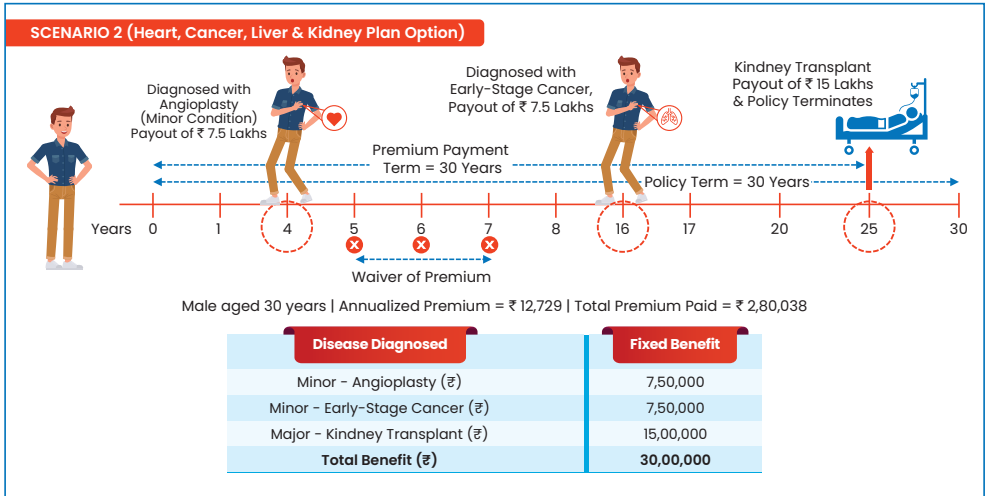 SCENARIO 2 (Heart, Cancer, Liver & Kidney Plan Option)
Diagnosed with
Angioplasty
(Minor Condition)
Payout of ₹ 7.5 Lakhs
Diagnosed with
Early-Stage Cancer,
Payout of ₹ 7.5 Lakhs
Kindney Transplant
Payout of ₹ 15 Lakhs
& Policy Terminates
Premium Payment
Term = 30 Years
Policy Term = 30 Years
Years 0 1 4 5 6 7 8 16 17 20 25 30
X X X
Waiver of Premium
Male aged 30 years | Annualized Premium = ₹ 12,729 | Total Premium Paid = ₹ 2,80,038
Disease Diagnosed Fixed Benefit
Minor - Angioplasty (₹) 7,50,000
Minor - Early-Stage Cancer (₹) 7,50,000
Major - Kindney Transplant (₹) 15,00,000
Total Benefit (₹) 30,00,000